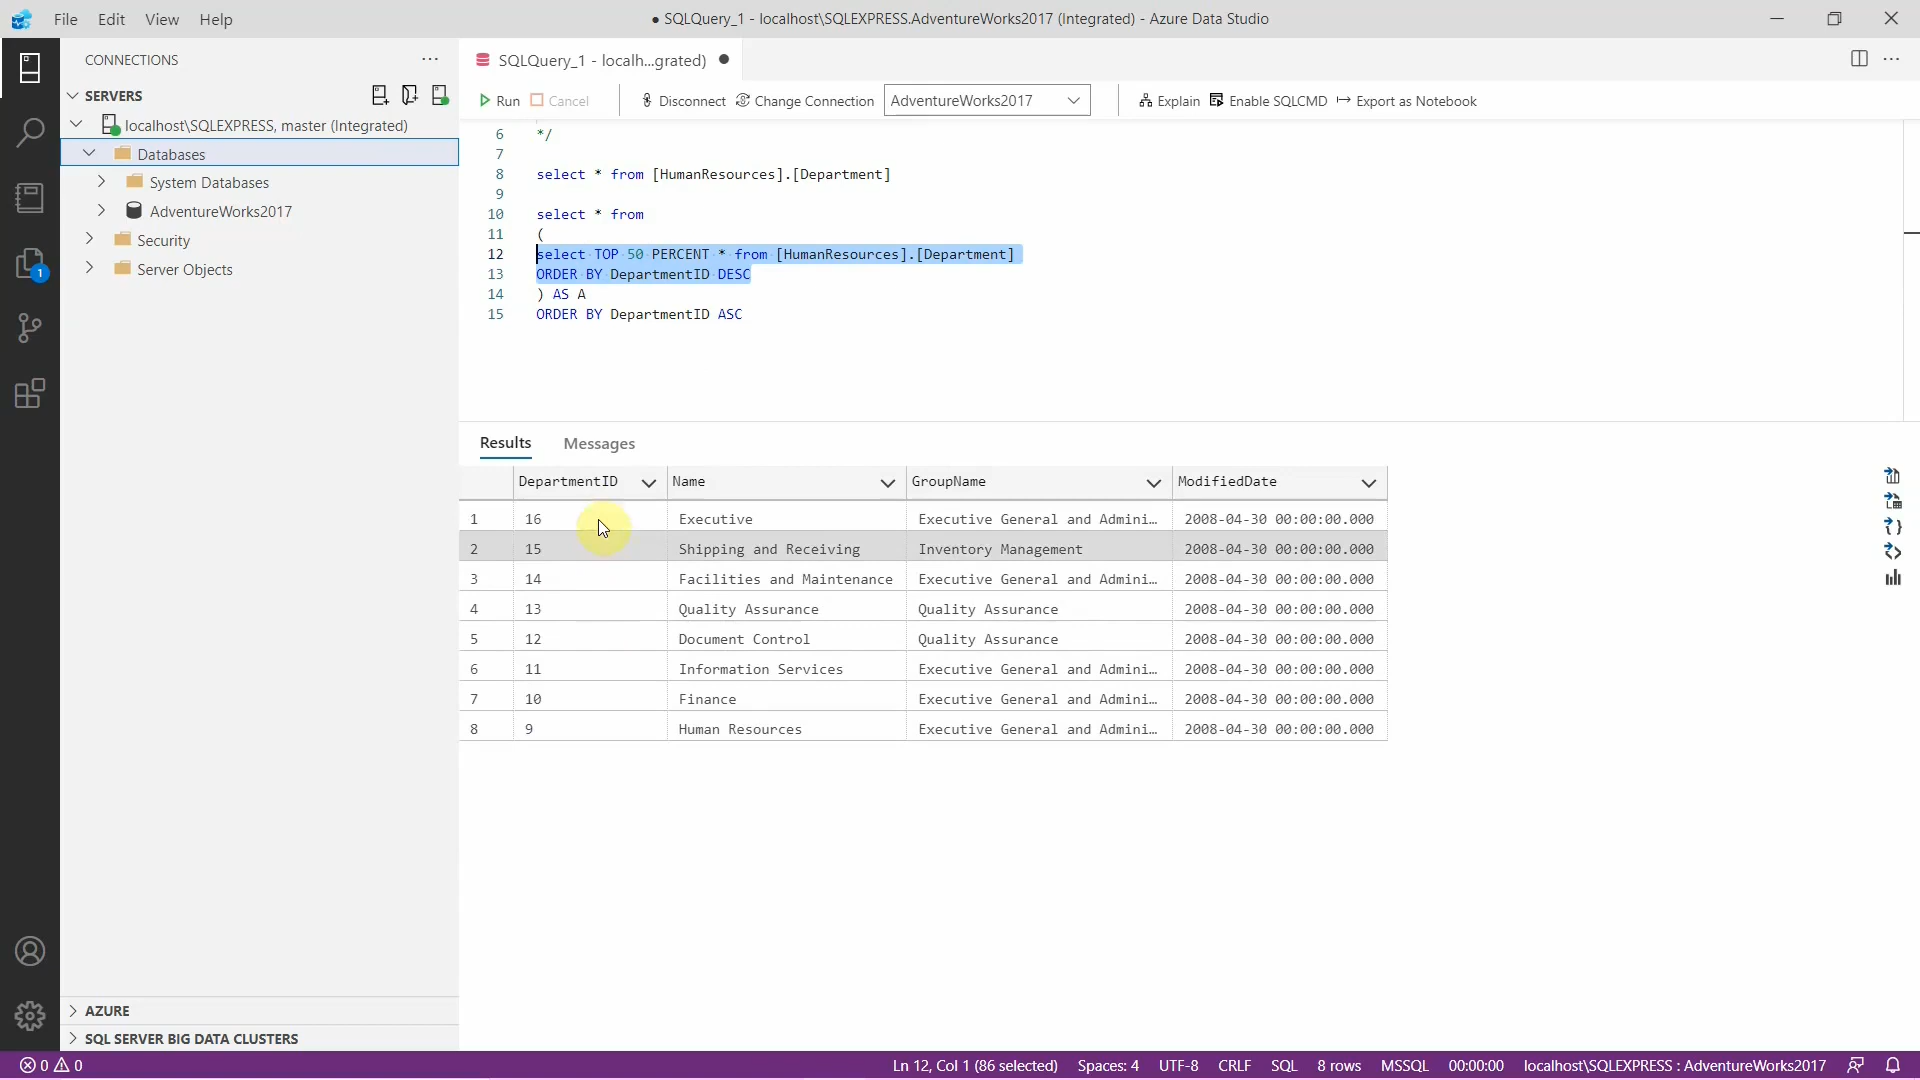 File Edit View Help
● SQLQuery_1 - localhost\SQLEXPRESS.AdventureWorks2017 (Integrated) - Azure Data Studio
CONNECTIONS
SERVERS
localhost\SQLEXPRESS, master (Integrated)
Databases
System Databases
AdventureWorks2017
Security
Server Objects
1
AZURE
SQL SERVER BIG DATA CLUSTERS
SQLQuery_1 - localh...grated) ●
Run Cancel Disconnect Change Connection AdventureWorks2017 Explain Enable SQLCMD Export as Notebook
6 */
7
8 select * from [HumanResources].[Department]
9
10 select * from
11 (
12 select TOP 50 PERCENT * from [HumanResources].[Department]
13 ORDER BY DepartmentID DESC
14 ) AS A
15 ORDER BY DepartmentID ASC
Results Messages
DepartmentID Name GroupName ModifiedDate
1 16 Executive Executive General and Admini… 2008-04-30 00:00:00.000
2 15 Shipping and Receiving Inventory Management 2008-04-30 00:00:00.000
3 14 Facilities and Maintenance Executive General and Admini… 2008-04-30 00:00:00.000
4 13 Quality Assurance Quality Assurance 2008-04-30 00:00:00.000
5 12 Document Control Quality Assurance 2008-04-30 00:00:00.000
6 11 Information Services Executive General and Admini… 2008-04-30 00:00:00.000
7 10 Finance Executive General and Admini… 2008-04-30 00:00:00.000
8 9 Human Resources Executive General and Admini… 2008-04-30 00:00:00.000
0 0 Ln 12, Col 1 (86 selected) Spaces: 4 UTF-8 CRLF SQL 8 rows MSSQL 00:00:00 localhost\SQLEXPRESS : AdventureWorks2017